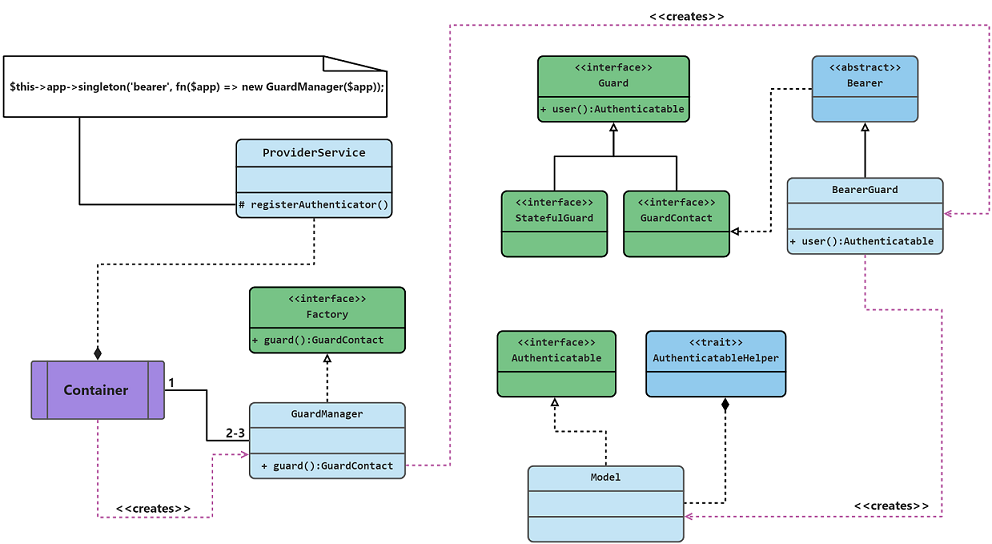 <<creates>>
$this->app->singleton('bearer', fn($app) => new GuardManager($app));
<<interface>>
Guard
+ user():Authenticatable
<<abstract>>
Bearer
ProviderService
# registerAuthenticator()
<<interface>>
StatefulGuard
<<interface>>
GuardContact
BearerGuard
+ user():Authenticatable
<<interface>>
Factory
+ guard():GuardContact
<<interface>>
Authenticatable
<<trait>>
AuthenticatableHelper
Container
1
2-3
GuardManager
+ guard():GuardContact
Model
<<creates>>
<<creates>>